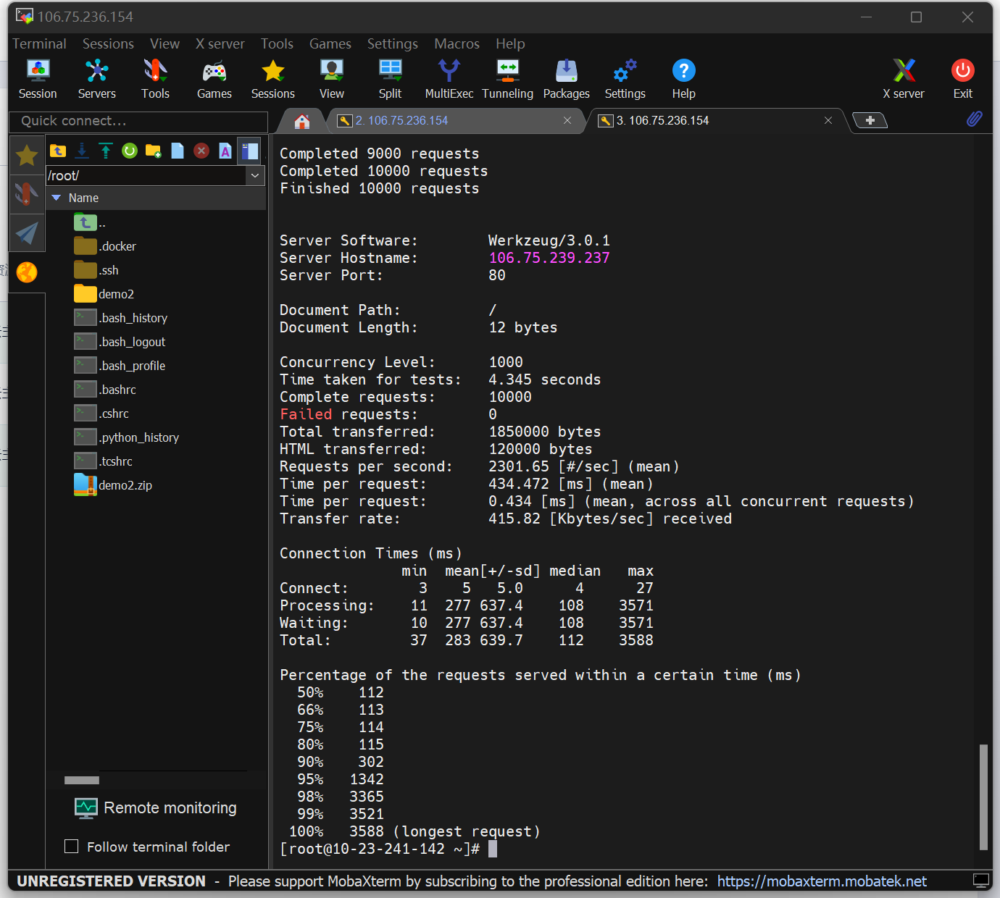 106.75.236.154
Terminal Sessions View X server Tools Games Settings Macros Help
Session Servers Tools Games Sessions View Split MultiExec Tunneling Packages Settings Help X server Exit
Quick connect...
2. 106.75.236.154
3. 106.75.236.154
/root/
Name
..
.docker
.ssh
demo2
.bash_history
.bash_logout
.bash_profile
.bashrc
.cshrc
.python_history
.tcshrc
demo2.zip
Remote monitoring
Follow terminal folder
Completed 9000 requests
Completed 10000 requests
Finished 10000 requests
Server Software:        Werkzeug/3.0.1
Server Hostname:        106.75.239.237
Server Port:            80
Document Path:          /
Document Length:        12 bytes
Concurrency Level:      1000
Time taken for tests:   4.345 seconds
Complete requests:      10000
Failed requests:        0
Total transferred:      1850000 bytes
HTML transferred:       120000 bytes
Requests per second:    2301.65 [#/sec] (mean)
Time per request:       434.472 [ms] (mean)
Time per request:       0.434 [ms] (mean, across all concurrent requests)
Transfer rate:          415.82 [Kbytes/sec] received
Connection Times (ms)
              min  mean[+/-sd] median   max
Connect:        3    5   5.0      4      27
Processing:    11  277 637.4    108    3571
Waiting:       10  277 637.4    108    3571
Total:         37  283 639.7    112    3588
Percentage of the requests served within a certain time (ms)
  50%    112
  66%    113
  75%    114
  80%    115
  90%    302
  95%   1342
  98%   3365
  99%   3521
 100%   3588 (longest request)
[root@10-23-241-142 ~]#
UNREGISTERED VERSION - Please support MobaXterm by subscribing to the professional edition here: https://mobaxterm.mobatek.net